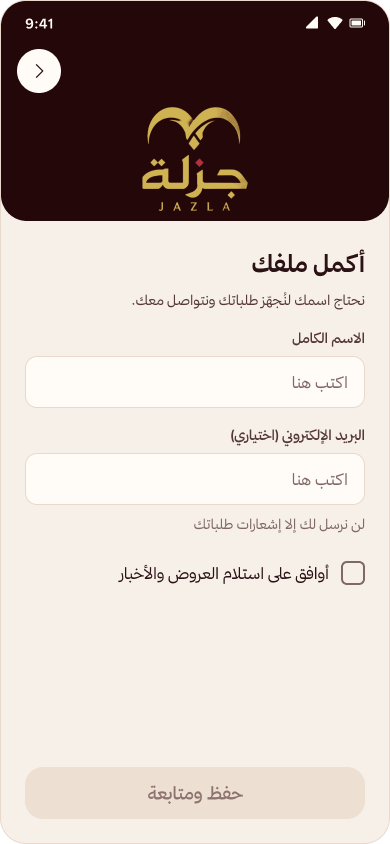 9:41
جزلة
JAZLA
أكمل ملفك
نحتاج اسمك لنُجهّز طلباتك ونتواصل معك.
الاسم الكامل
اكتب هنا
البريد الإلكتروني (اختياري)
اكتب هنا
لن نرسل لك إلا إشعارات طلباتك
أوافق على استلام العروض والأخبار
حفظ ومتابعة